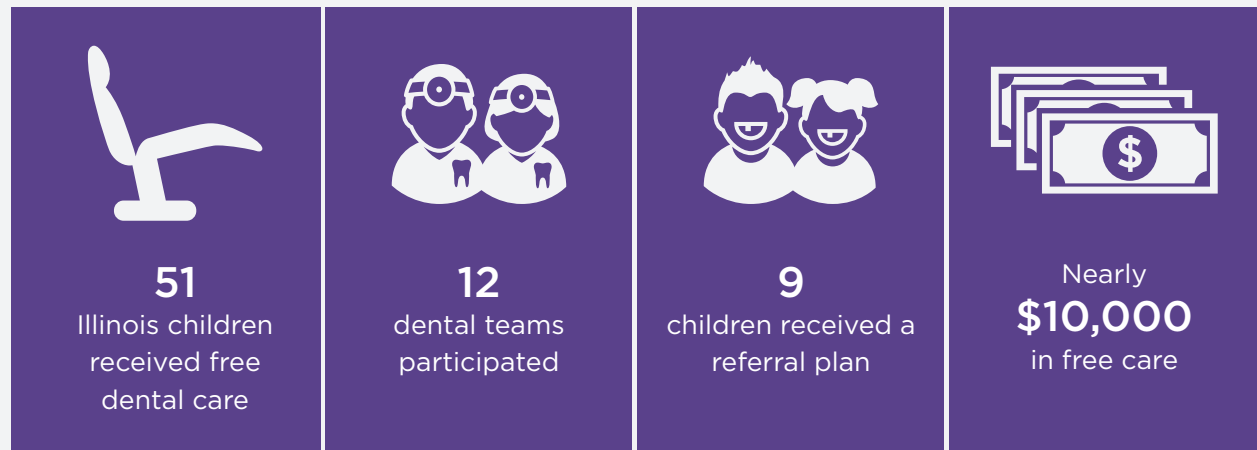 51
Illinois children
received free
dental care
12
dental teams
participated
9
children received a
referral plan
$
Nearly
$10,000
in free care